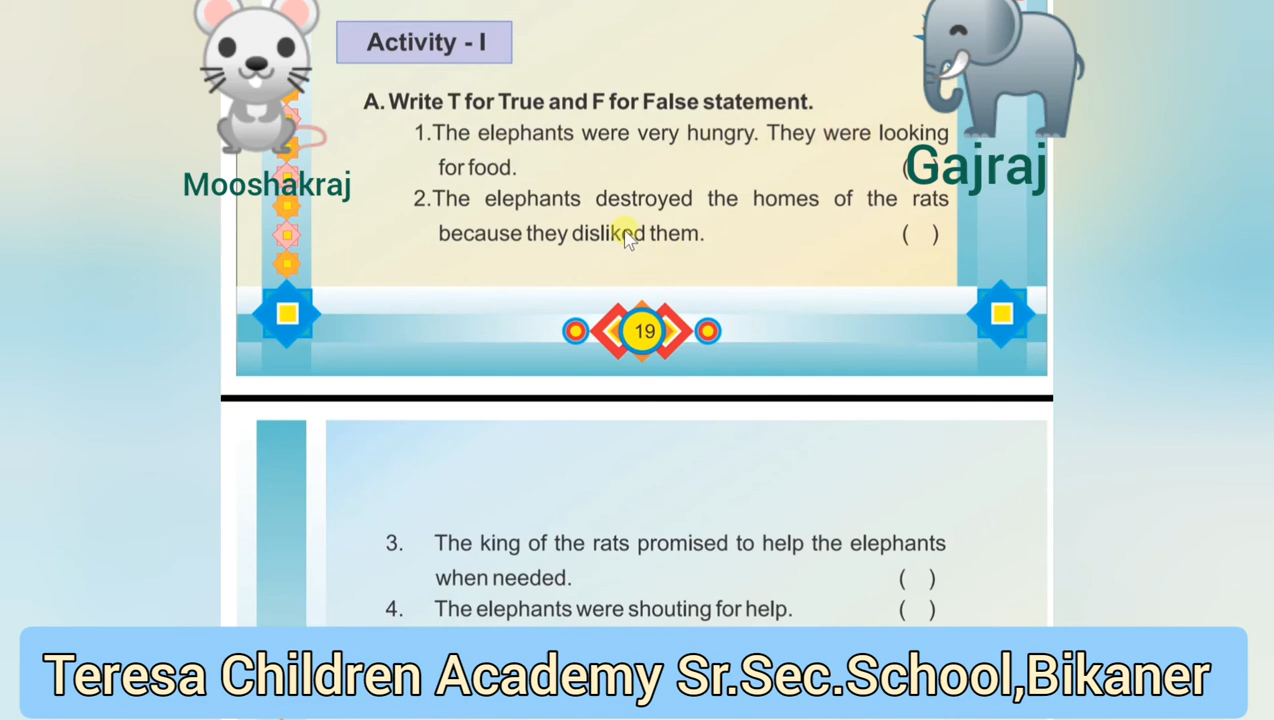 Activity - I
A. Write T for True and F for False statement.
1.The elephants were very hungry. They were looking
for food. (
2.The elephants destroyed the homes of the rats
because they disliked them. ( )
Mooshakraj
Gajraj
19
3. The king of the rats promised to help the elephants
when needed. ( )
4. The elephants were shouting for help. ( )
Teresa Children Academy Sr.Sec.School,Bikaner